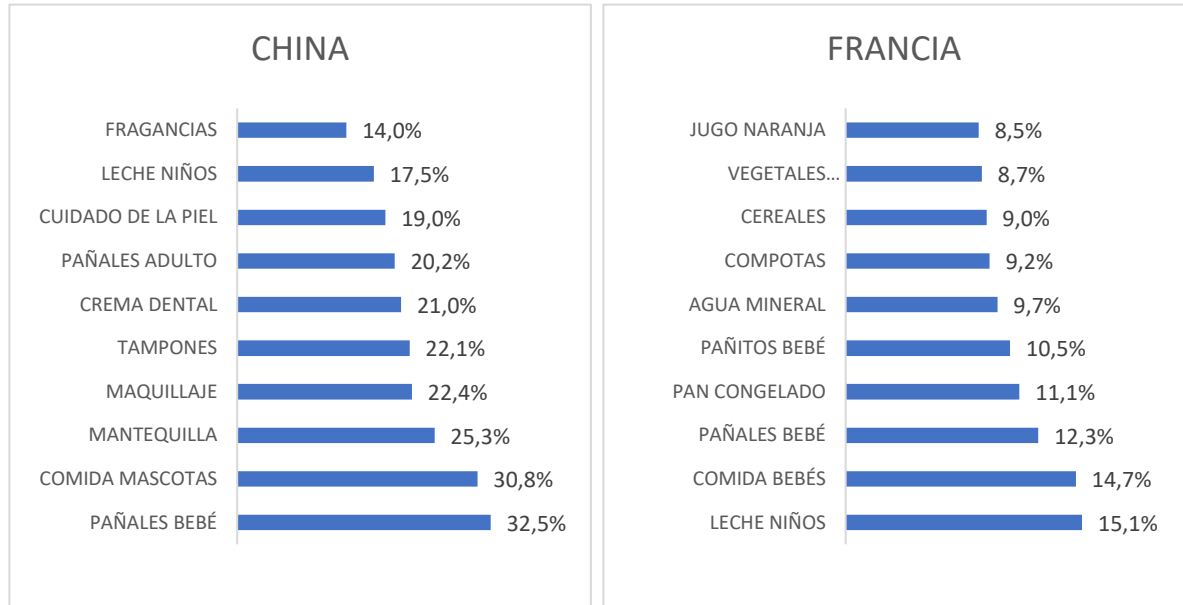 CHINA
FRAGANCIAS 14,0%
LECHE NIÑOS 17,5%
CUIDADO DE LA PIEL 19,0%
PAÑALES ADULTO 20,2%
CREMA DENTAL 21,0%
TAMPONES 22,1%
MAQUILLAJE 22,4%
MANTEQUILLA 25,3%
COMIDA MASCOTAS 30,8%
PAÑALES BEBÉ 32,5%
FRANCIA
JUGO NARANJA 8,5%
VEGETALES... 8,7%
CEREALES 9,0%
COMPOTAS 9,2%
AGUA MINERAL 9,7%
PAÑITOS BEBÉ 10,5%
PAN CONGELADO 11,1%
PAÑALES BEBÉ 12,3%
COMIDA BEBÉS 14,7%
LECHE NIÑOS 15,1%